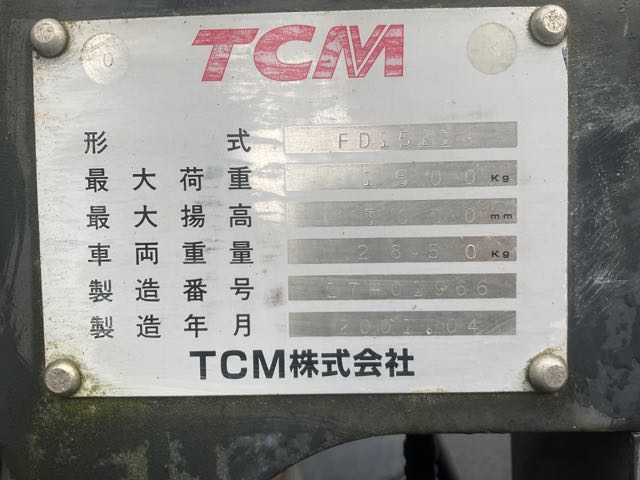 O TCM K
形式
最大荷重 1500 Kg
最大揚高 3000 mm
車両重量 2650 Kg
製造番号
製造年月 2001.04
TCM株式会社